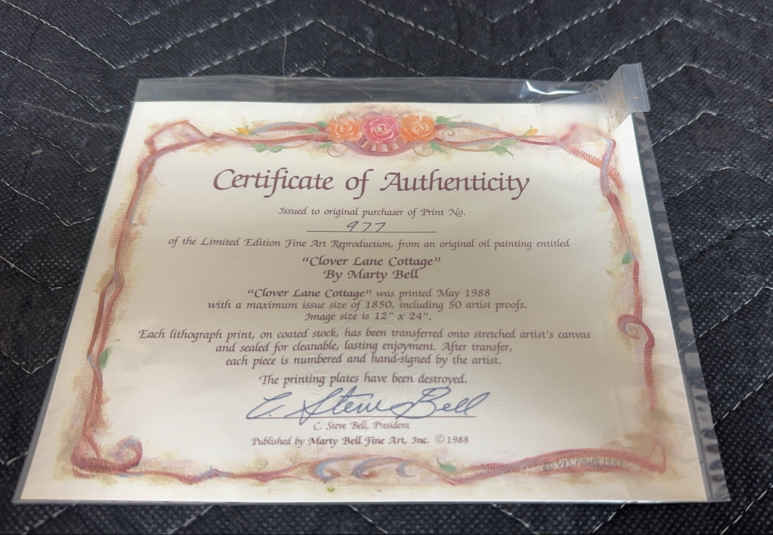 Certificate of Authenticity
Issued to original purchaser of Print No.
977
of the Limited Edition Fine Art Reproduction, from an original oil painting entitled
"Clover Lane Cottage"
By Marty Bell
"Clover Lane Cottage" was printed May 1988
with a maximum issue size of 1850, including 50 artist proofs.
Image size is 12" x 24".
Each lithograph print, on coated stock, has been transferred onto stretched artist's canvas
and sealed for cleanable, lasting enjoyment. After transfer,
each piece is numbered and hand-signed by the artist.
The printing plates have been destroyed.
C. Steve Bell
C. Steve Bell, President
Published by Marty Bell Fine Art, Inc. © 1988